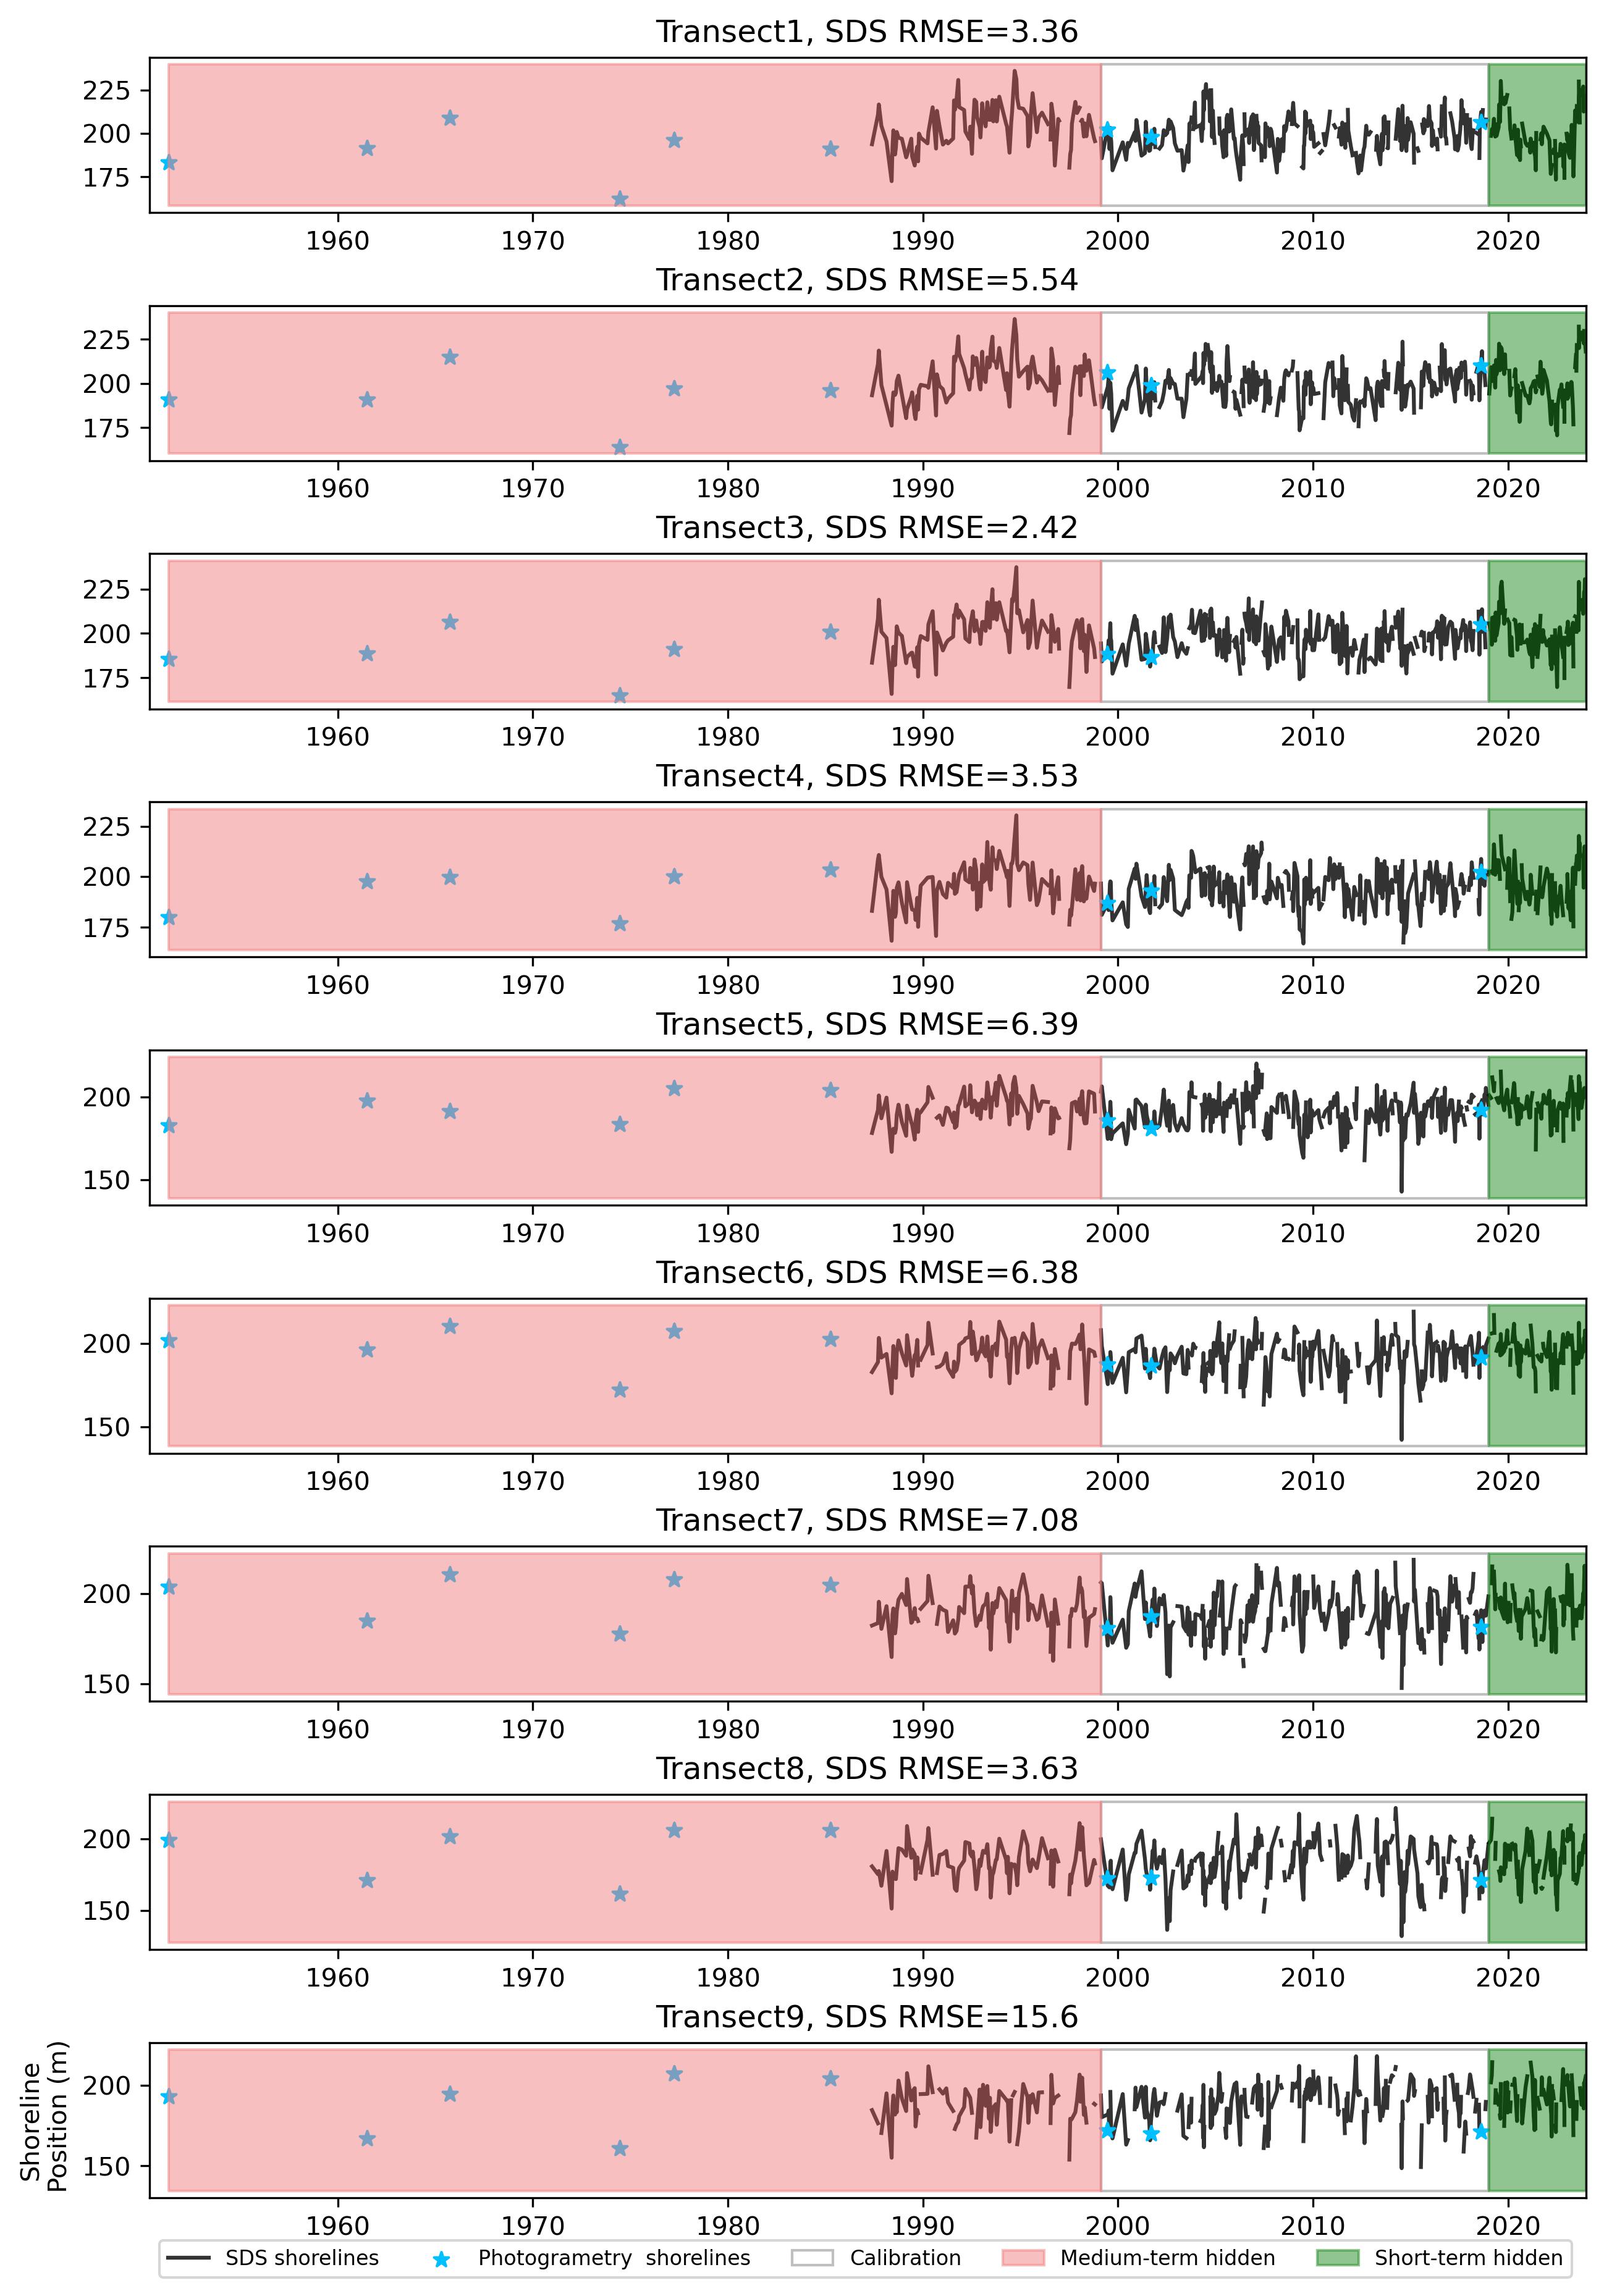 Transect1, SDS RMSE=3.36
225
200
175
1960 1970 1980 1990 2000 2010 2020
Transect2, SDS RMSE=5.54
225
200
175
1960 1970 1980 1990 2000 2010 2020
Transect3, SDS RMSE=2.42
225
200
175
1960 1970 1980 1990 2000 2010 2020
Transect4, SDS RMSE=3.53
225
200
175
1960 1970 1980 1990 2000 2010 2020
Transect5, SDS RMSE=6.39
200
150
1960 1970 1980 1990 2000 2010 2020
Transect6, SDS RMSE=6.38
200
150
1960 1970 1980 1990 2000 2010 2020
Transect7, SDS RMSE=7.08
200
150
1960 1970 1980 1990 2000 2010 2020
Transect8, SDS RMSE=3.63
200
150
1960 1970 1980 1990 2000 2010 2020
Transect9, SDS RMSE=15.6
Shoreline
Position (m)
200
150
1960 1970 1980 1990 2000 2010 2020
SDS shorelines Photogrametry shorelines Calibration Medium-term hidden Short-term hidden